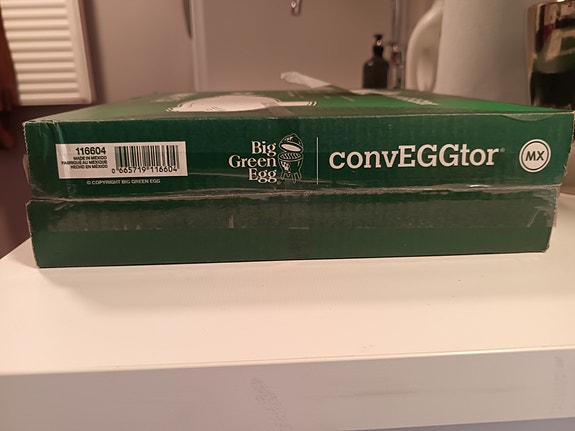 116604
MADE IN MEXICO
FABRIQUÉ AU MEXIQUE
HECHO EN MÉXICO
0 665719 116604
© COPYRIGHT BIG GREEN EGG
Big
Green
Egg®
convEGGtor®
MX